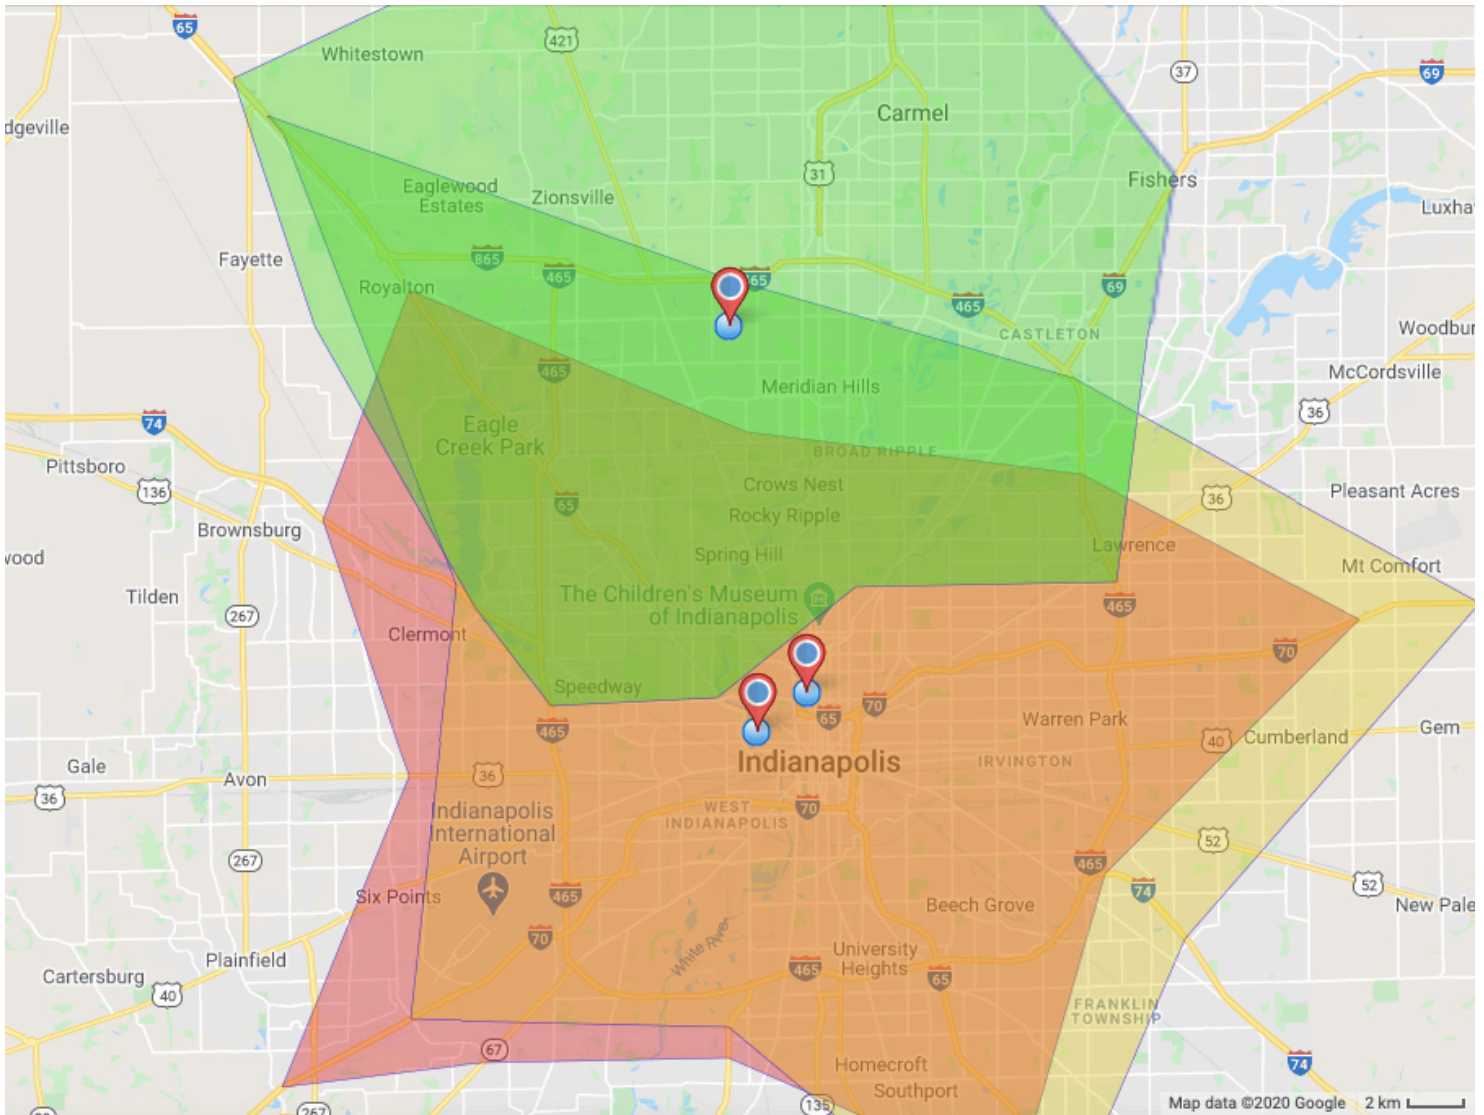 65
421
Whitestown
37
69
Carmel
dgeville
31
Fishers
Eaglewood
Estates
Zionsville
Luxha
Fayette
865
465
65
Royalton
465
69
CASTLETON
Woodbur
465
Meridian Hills
McCordsville
36
74
Eagle
Creek Park
BROAD RIPPLE
Pittsboro
136
Crows Nest
36
Pleasant Acres
65
Rocky Ripple
Brownsburg
wood
Spring Hill
Lawrence
Mt Comfort
Tilden
The Children's Museum
of Indianapolis
465
267
Clermont
70
Speedway
65
70
Warren Park
465
40
Cumberland
Gem
Gale
Avon
36
Indianapolis
IRVINGTON
36
WEST
INDIANAPOLIS
70
Indianapolis
International
Airport
52
267
465
74
52
Six Points
465
Beech Grove
New Pale
70
White River
University
Heights
Plainfield
465
65
Cartersburg
40
FRANKLIN
TOWNSHIP
67
Homecroft
74
Southport
267
135
Map data ©2020 Google
2 km